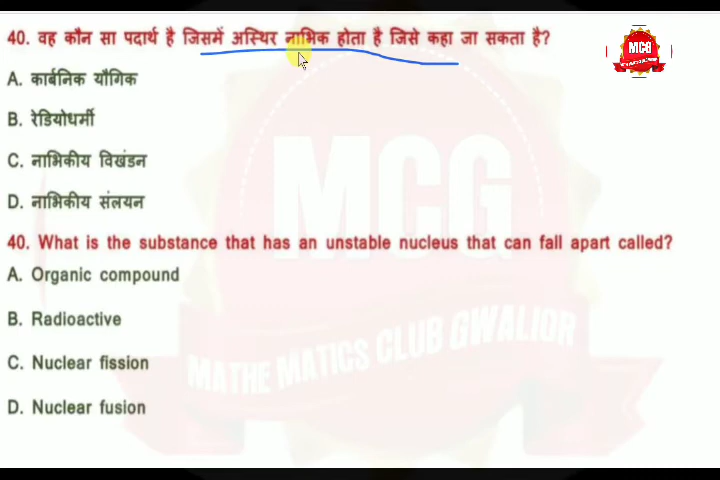 40. वह कौन सा पदार्थ है जिसमें अस्थिर नाभिक होता है जिसे कहा जा सकता है?
MCG
A. कार्बनिक यौगिक
B. रेडियोधर्मी
C. नाभिकीय विखंडन
D. नाभिकीय संलयन
MCG
40. What is the substance that has an unstable nucleus that can fall apart called?
A. Organic compound
B. Radioactive
C. Nuclear fission
D. Nuclear fusion
MATHE MATICS CLUB GWALIOR